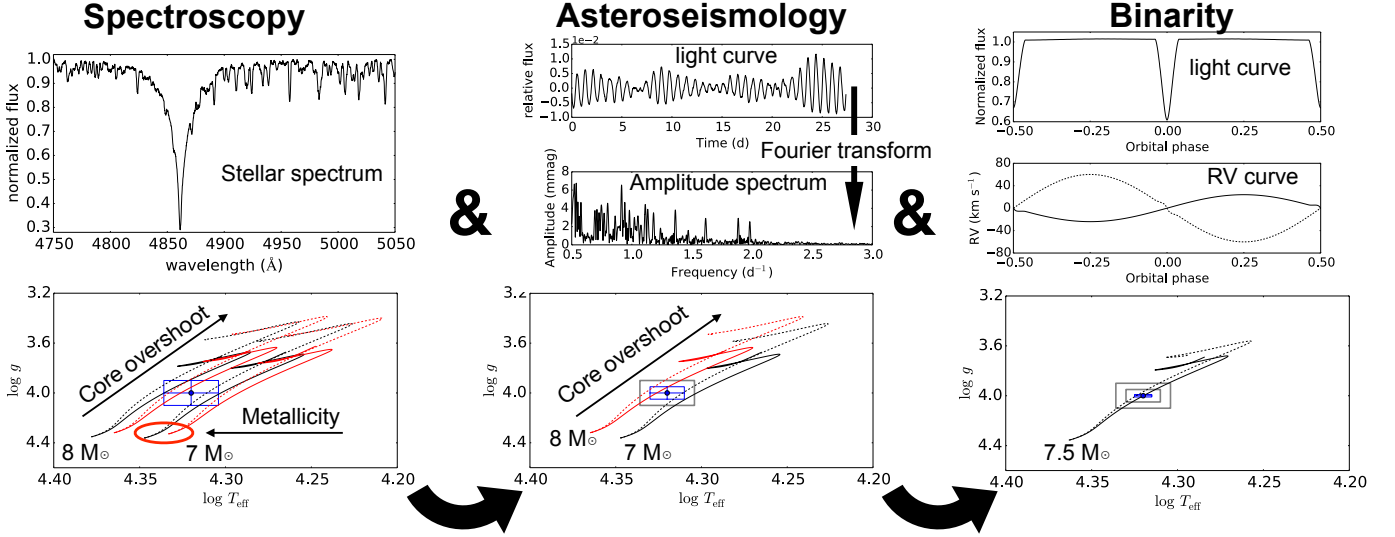 Spectroscopy
Asteroseismology
Binarity
1.0
0.9
0.8
0.7
0.6
0.5
0.4
0.3
normalized flux
Stellar spectrum
4750
4800
4850
4900
4950
5000
5050
wavelength (Å)
&
1e−2
1.5
1.0
0.5
0.0
−0.5
−1.0
relative flux
light curve
0
5
10
15
20
25
30
Time (d)
Fourier transform
8
6
4
2
0
Amplitude (mmag)
Amplitude spectrum
0.5
1.0
1.5
2.0
2.5
3.0
Frequency (d⁻¹)
&
1.0
0.9
0.8
0.7
0.6
Normalized flux
light curve
−0.50
−0.25
0.00
0.25
0.50
Orbital phase
80
40
0
−40
−80
RV (km s⁻¹)
RV curve
−0.50
−0.25
0.00
0.25
0.50
Orbital phase
3.2
3.6
4.0
4.4
log g
Core overshoot
Metallicity
8 M☉
7 M☉
4.40
4.35
4.30
4.25
4.20
log Teff
3.2
3.6
4.0
4.4
log g
Core overshoot
8 M☉
7 M☉
4.40
4.35
4.30
4.25
4.20
log Teff
3.2
3.6
4.0
4.4
log g
7.5 M☉
4.40
4.35
4.30
4.25
4.20
log Teff